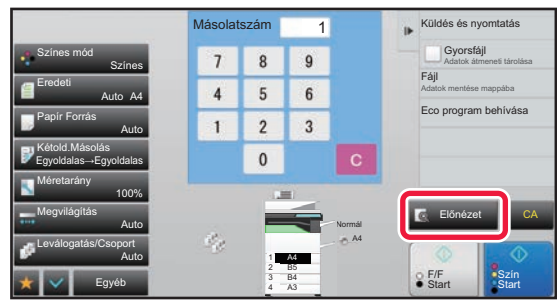 Színes mód
Színes
Eredeti
Auto A4
Papír Forrás
Auto
Kétold.Másolás
Egyoldalas→Egyoldalas
Méretarány
100%
Megvilágítás
Auto
Leválogatás/Csoport
Auto
Egyéb
Másolatszám 1
7 8 9
4 5 6
1 2 3
0 C
Normál
A4
1 A4
2 B5
3 B4
4 A3
Küldés és nyomtatás
Gyorsfájl
Adatok átmeneti tárolása
Fájl
Adatok mentése mappába
Eco program behívása
Előnézet
CA
F/F
Start
Szín
Start